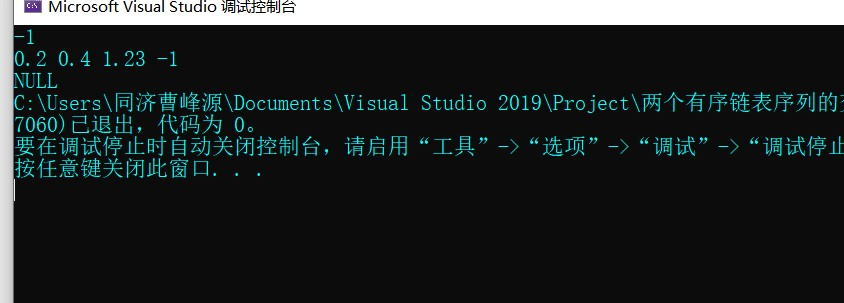 Microsoft Visual Studio 调试控制台
-1
0.2 0.4 1.23 -1
NULL
C:\Users\同济曹峰源\Documents\Visual Studio 2019\Project\两个有序链表序列的
7060)已退出，代码为 0。
要在调试停止时自动关闭控制台，请启用“工具”->“选项”->“调试”->“调试停止
按任意键关闭此窗口. . .